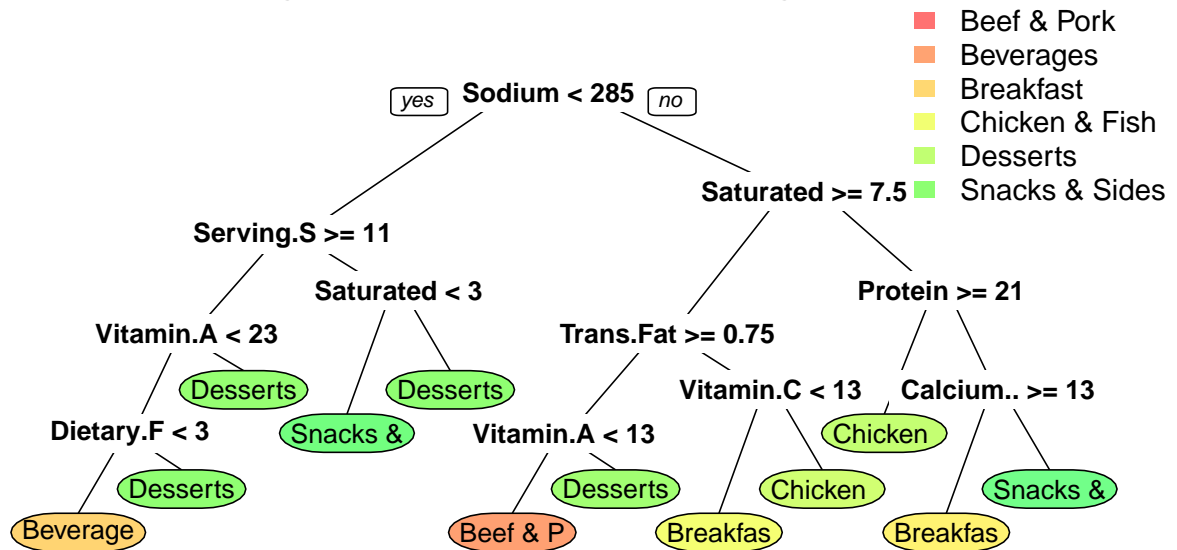 Beef & Pork
Beverages
Breakfast
Chicken & Fish
Desserts
Snacks & Sides
yes Sodium < 285 no
Saturated >= 7.5
Serving.S >= 11
Saturated < 3
Protein >= 21
Vitamin.A < 23
Trans.Fat >= 0.75
Desserts
Desserts
Vitamin.C < 13
Calcium.. >= 13
Dietary.F < 3
Snacks &
Vitamin.A < 13
Chicken
Desserts
Desserts
Chicken
Snacks &
Beverage
Beef & P
Breakfas
Breakfas